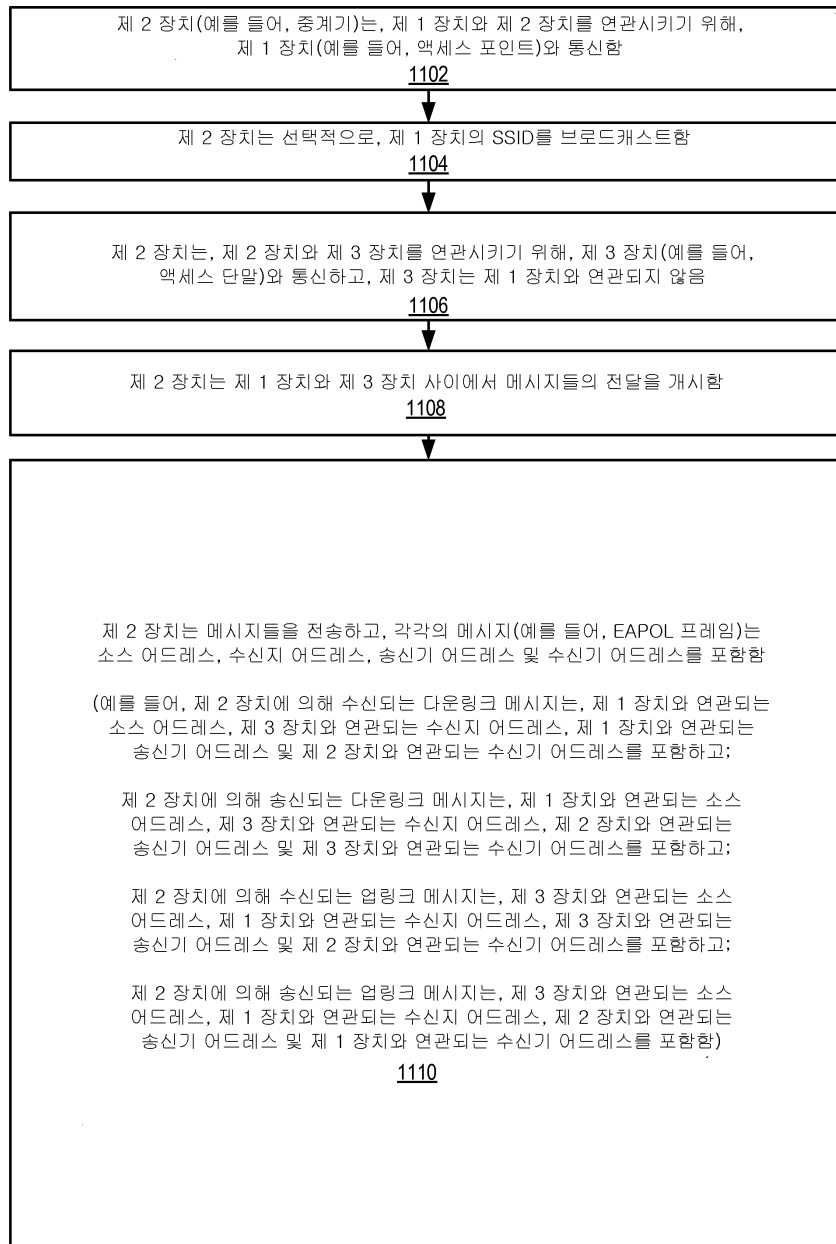 제 2 장치(예를 들어, 중계기)는, 제 1 장치와 제 2 장치를 연관시키기 위해,
제 1 장치(예를 들어, 액세스 포인트)와 통신함
1102
제 2 장치는 선택적으로, 제 1 장치의 SSID를 브로드캐스트함
1104
제 2 장치는, 제 2 장치와 제 3 장치를 연관시키기 위해, 제 3 장치(예를 들어,
액세스 단말)와 통신하고, 제 3 장치는 제 1 장치와 연관되지 않음
1106
제 2 장치는 제 1 장치와 제 3 장치 사이에서 메시지들의 전달을 개시함
1108
제 2 장치는 메시지들을 전송하고, 각각의 메시지(예를 들어, EAPOL 프레임)는
소스 어드레스, 수신지 어드레스, 송신기 어드레스 및 수신기 어드레스를 포함함
(예를 들어, 제 2 장치에 의해 수신되는 다운링크 메시지는, 제 1 장치와 연관되는
소스 어드레스, 제 3 장치와 연관되는 수신지 어드레스, 제 1 장치와 연관되는
송신기 어드레스 및 제 2 장치와 연관되는 수신기 어드레스를 포함하고;
제 2 장치에 의해 송신되는 다운링크 메시지는, 제 1 장치와 연관되는 소스
어드레스, 제 3 장치와 연관되는 수신지 어드레스, 제 2 장치와 연관되는
송신기 어드레스 및 제 3 장치와 연관되는 수신기 어드레스를 포함하고;
제 2 장치에 의해 수신되는 업링크 메시지는, 제 3 장치와 연관되는 소스
어드레스, 제 1 장치와 연관되는 수신지 어드레스, 제 3 장치와 연관되는
송신기 어드레스 및 제 2 장치와 연관되는 수신기 어드레스를 포함하고;
제 2 장치에 의해 송신되는 업링크 메시지는, 제 3 장치와 연관되는 소스
어드레스, 제 1 장치와 연관되는 수신지 어드레스, 제 2 장치와 연관되는
송신기 어드레스 및 제 1 장치와 연관되는 수신기 어드레스를 포함함)
1110